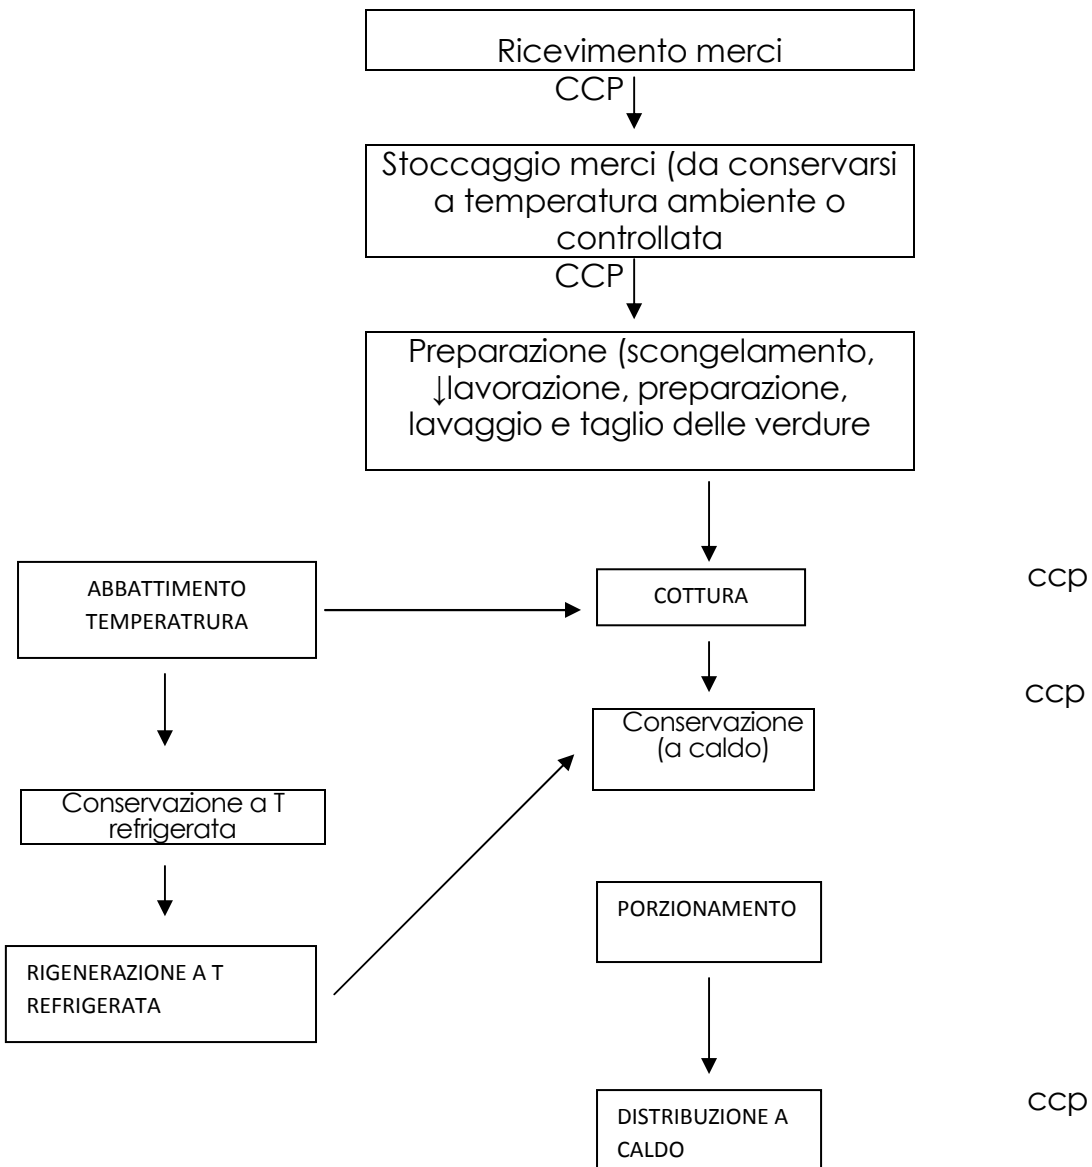 Ricevimento merci
CCP
Stoccaggio merci (da conservarsi
a temperatura ambiente o
controllata
CCP
Preparazione (scongelamento,
↓lavorazione, preparazione,
lavaggio e taglio delle verdure
ABBATTIMENTO
TEMPERATRURA
COTTURA
ccp
ccp
Conservazione
(a caldo)
Conservazione a T
refrigerata
PORZIONAMENTO
RIGENERAZIONE A T
REFRIGERATA
DISTRIBUZIONE A
CALDO
ccp